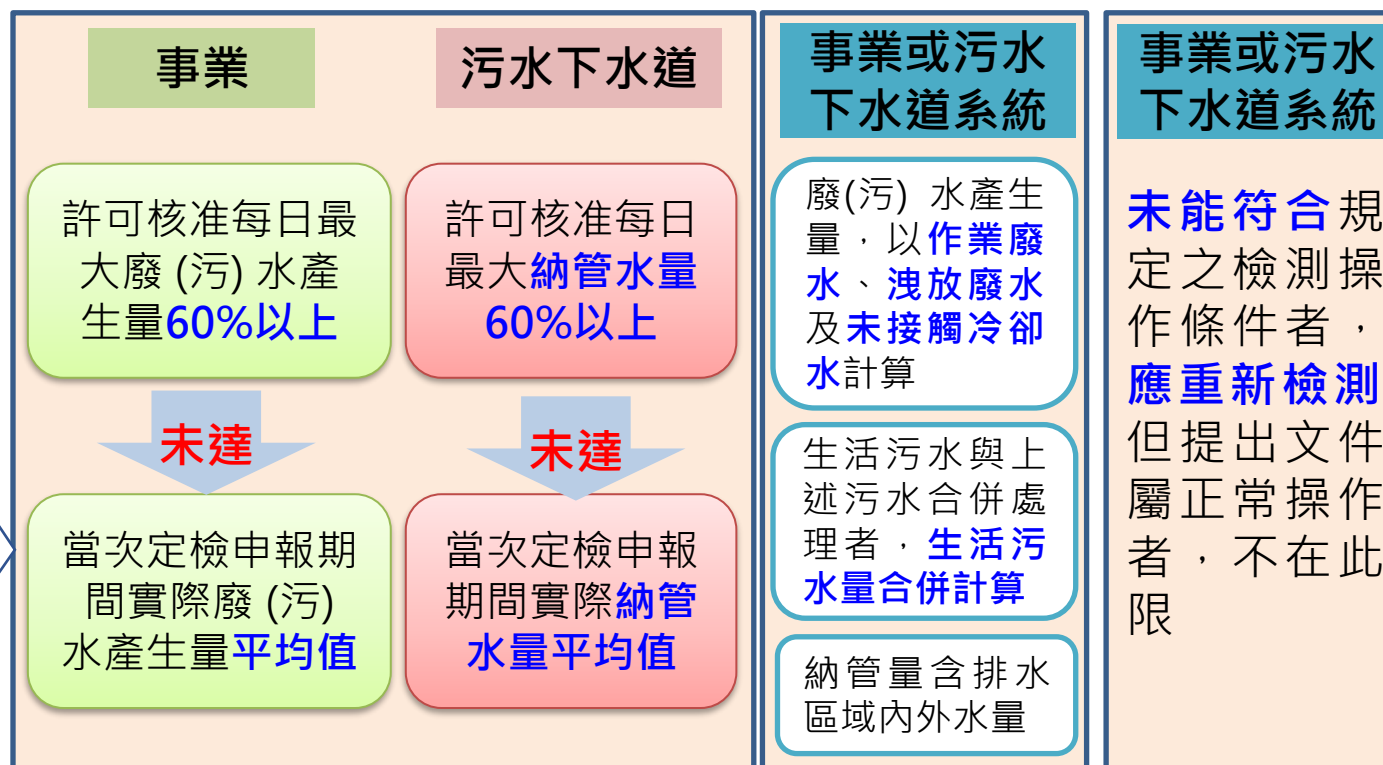 事業
許可核准每日最
大廢 (污) 水產
生量60%以上
未達
當次定檢申報期
間實際廢 (污)
水產生量平均值
污水下水道
許可核准每日
最大納管水量
60%以上
未達
當次定檢申報
期間實際納管
水量平均值
事業或污水
下水道系統
廢(污) 水產生
量，以作業廢
水、洩放廢水
及未接觸冷卻
水計算
生活污水與上
述污水合併處
理者，生活污
水量合併計算
納管量含排水
區域內外水量
事業或污水
下水道系統
未能符合規
定之檢測操
作條件者，
應重新檢測
但提出文件
屬正常操作
者，不在此
限